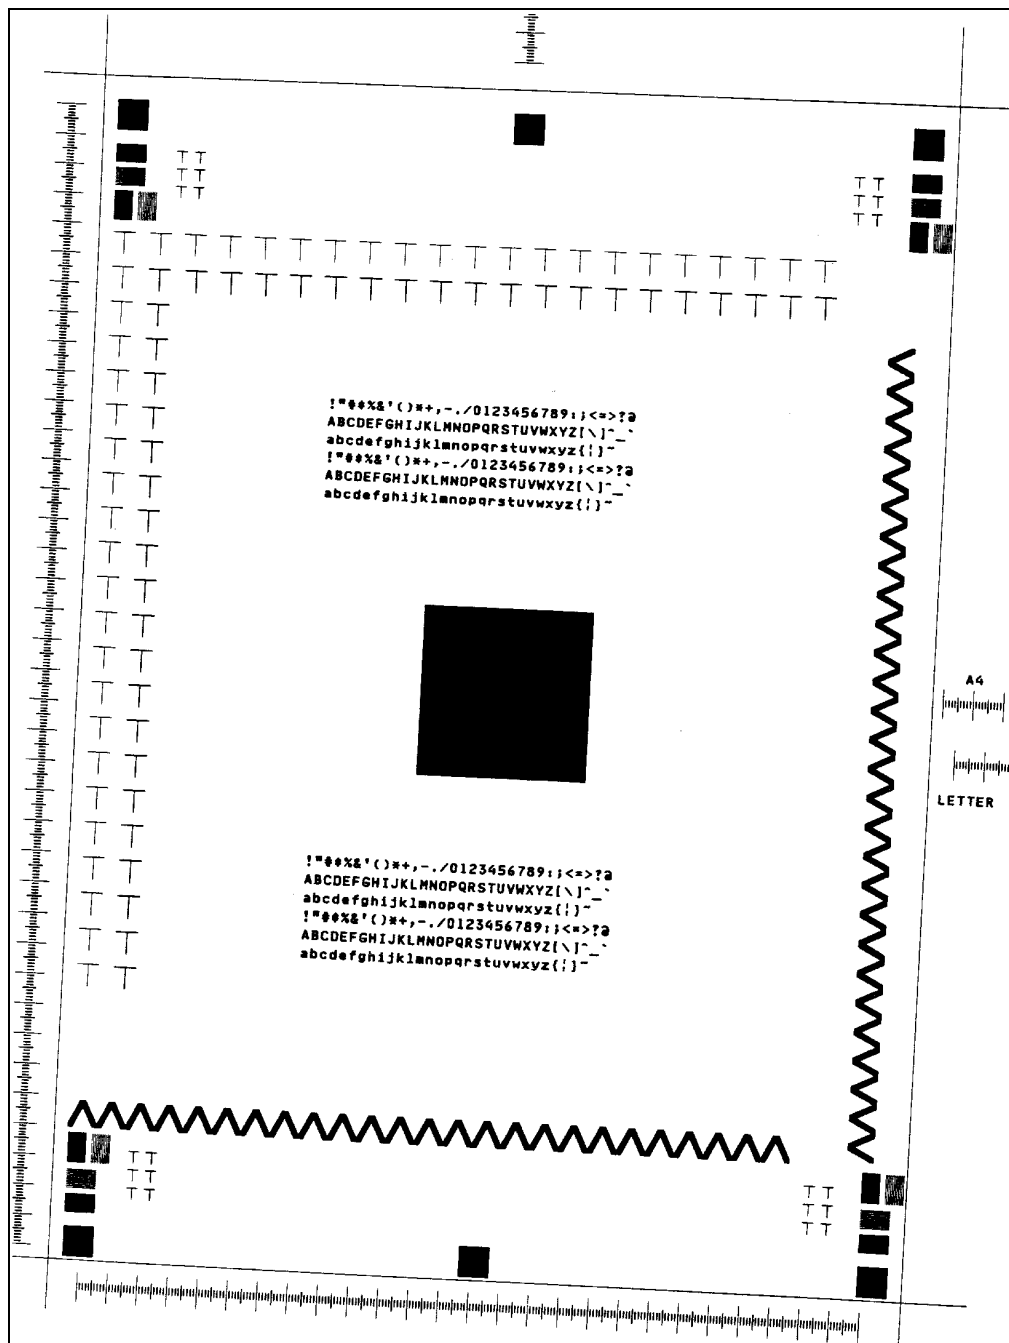 T T
T T
T T
T T
T T
T T
T T T T T T T T T T T T T T T T T T T T T
T T T T T T T T T T T T T T T T T T T T T
T T
T T
T T
T T
!"#$%&'()*+,-./0123456789:;<=>?@
ABCDEFGHIJKLMNOPQRSTUVWXYZ[\]^_`
abcdefghijklmnopqrstuvwxyz{¦}~
!"#$%&'()*+,-./0123456789:;<=>?@
ABCDEFGHIJKLMNOPQRSTUVWXYZ[\]^_`
abcdefghijklmnopqrstuvwxyz{¦}~
T T
T T
T T
T T
T T
T T
T T
T T
A4
T T
T T
T T
LETTER
T T
T T
!"#$%&'()*+,-./0123456789:;<=>?@
ABCDEFGHIJKLMNOPQRSTUVWXYZ[\]^_`
abcdefghijklmnopqrstuvwxyz{¦}~
!"#$%&'()*+,-./0123456789:;<=>?@
ABCDEFGHIJKLMNOPQRSTUVWXYZ[\]^_`
abcdefghijklmnopqrstuvwxyz{¦}~
T T
T T
T T
T T
T T
T T
T T
T T
T T